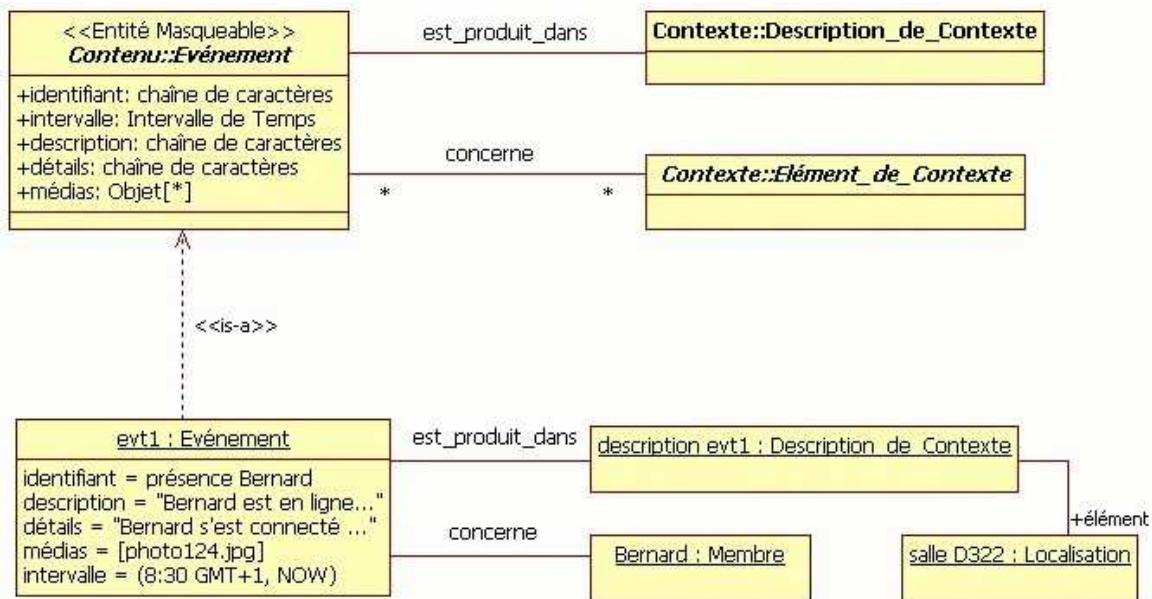 <<Entité Masqueable>>
Contenu::Evénement
+identifiant: chaîne de caractères
+intervalle: Intervalle de Temps
+description: chaîne de caractères
+détails: chaîne de caractères
+médias: Objet[*]
est_produit_dans
Contexte::Description_de_Contexte
concerne
*
*
Contexte::Elément_de_Contexte
<<is-a>>
evt1 : Evénement
identifiant = présence Bernard
description = "Bernard est en ligne..."
détails = "Bernard s'est connecté ..."
médias = [photo124.jpg]
intervalle = (8:30 GMT+1, NOW)
est_produit_dans
description evt1 : Description_de_Contexte
concerne
Bernard : Membre
+élément
salle D322 : Localisation